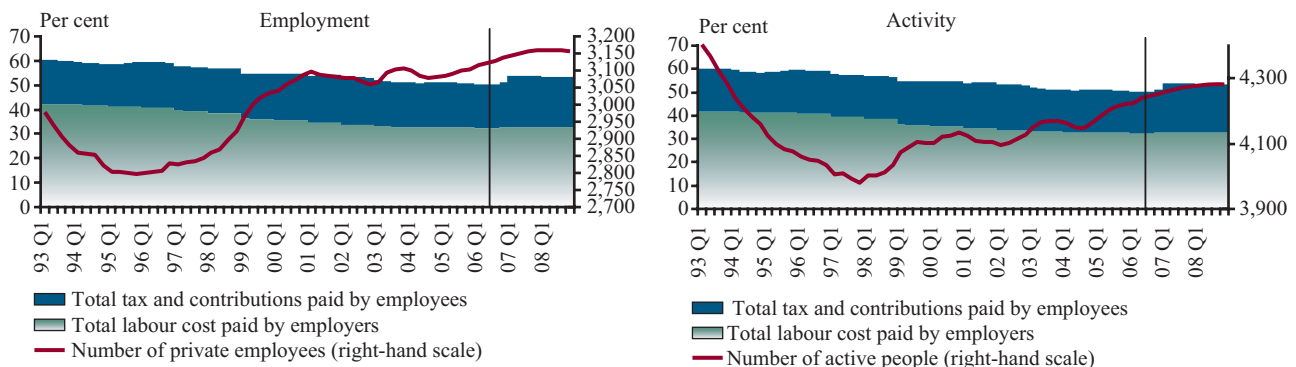 Per cent
Employment
70
60
50
40
30
20
10
0
3,200
3,150
3,100
3,050
3,000
2,950
2,900
2,850
2,800
2,750
2,700
93 Q1
94 Q1
95 Q1
96 Q1
97 Q1
98 Q1
99 Q1
00 Q1
01 Q1
02 Q1
03 Q1
04 Q1
05 Q1
06 Q1
07 Q1
08 Q1
Total tax and contributions paid by employees
Total labour cost paid by employers
Number of private employees (right-hand scale)
Per cent
Activity
70
60
50
40
30
20
10
0
4,300
4,100
3,900
93 Q1
94 Q1
95 Q1
96 Q1
97 Q1
98 Q1
99 Q1
00 Q1
01 Q1
02 Q1
03 Q1
04 Q1
05 Q1
06 Q1
07 Q1
08 Q1
Total tax and contributions paid by employees
Total labour cost paid by employers
Number of active people (right-hand scale)